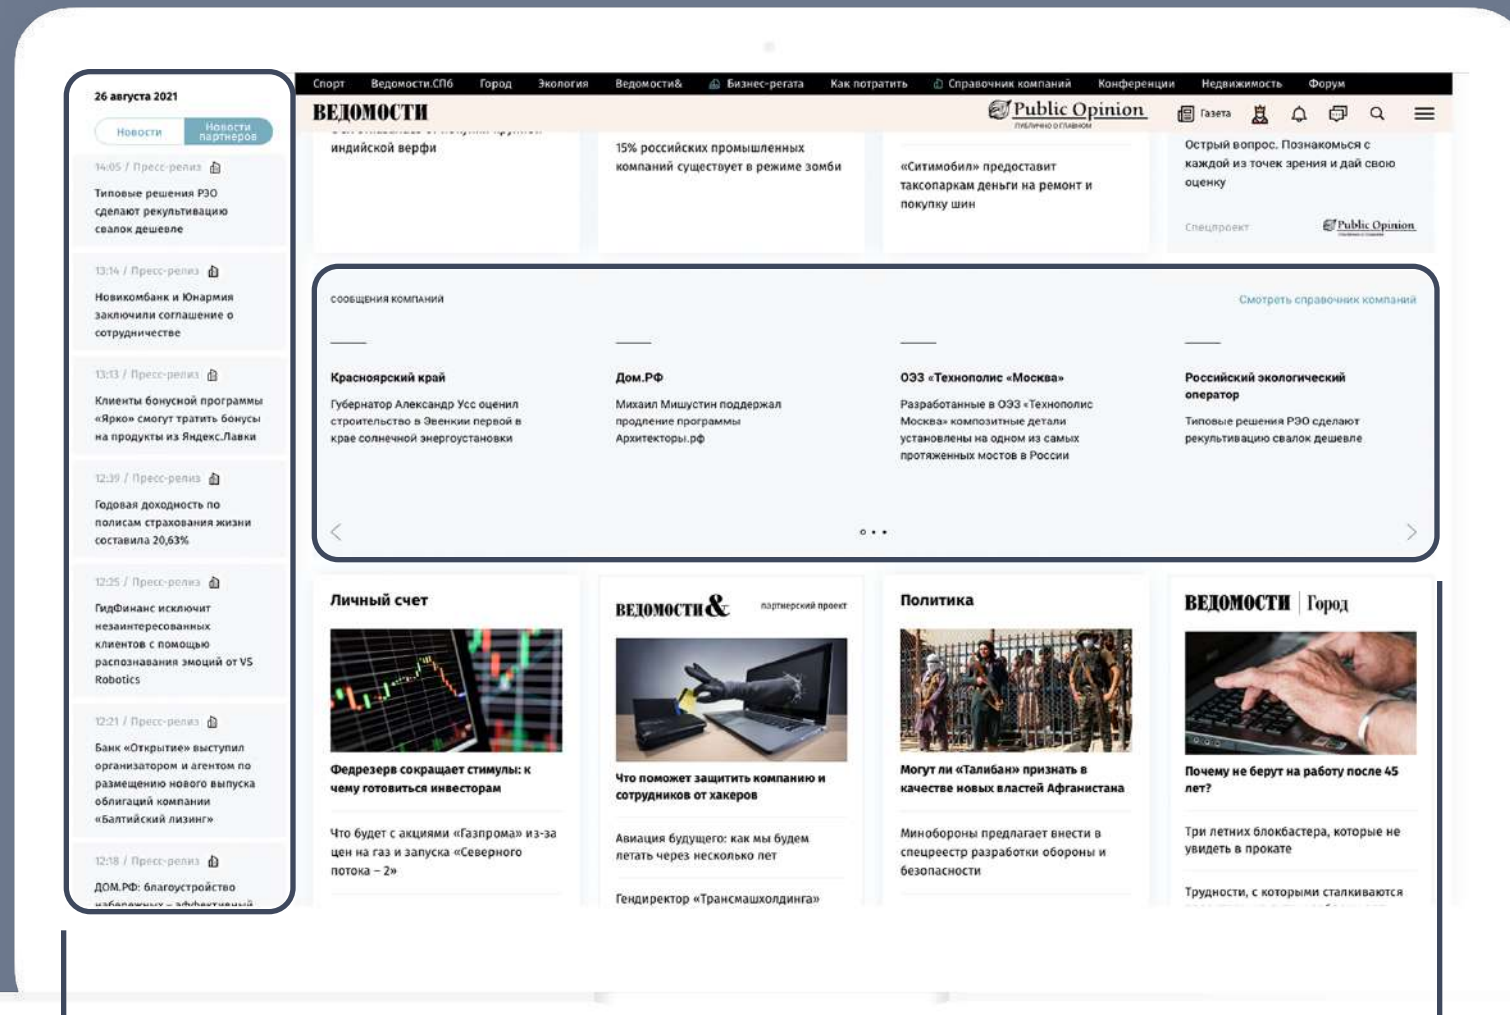 26 августа 2021
Новости
Новости
партнеров
14:05 / Пресс-релиз
Типовые решения РЭО
сделают рекультивацию
свалок дешевле
13:14 / Пресс-релиз
Новикомбанк и Юнармия
заключили соглашение о
сотрудничестве
13:13 / Пресс-релиз
Клиенты бонусной программы
«Ярко» смогут тратить бонусы
на продукты из Яндекс.Лавки
12:39 / Пресс-релиз
Годовая доходность по
полисам страхования жизни
составила 20,63%
12:25 / Пресс-релиз
ГидФинанс исключит
незаинтересованных
клиентов с помощью
распознавания эмоций от VS
Robotics
12:21 / Пресс-релиз
Банк «Открытие» выступил
организатором и агентом по
размещению нового выпуска
облигаций компании
«Балтийский лизинг»
12:18 / Пресс-релиз
ДОМ.РФ: благоустройство
набережных – эффективный
Спорт Ведомости.СПб Город Экология Ведомости& Бизнес-регата Как потратить Справочник компаний Конференции Недвижимость Форум
ВЕДОМОСТИ
Public Opinion
ПУБЛИЧНО О ГЛАВНОМ
Газета
индийской верфи
15% российских промышленных
компаний существует в режиме зомби
«Ситимобил» предоставит
таксопаркам деньги на ремонт и
покупку шин
Острый вопрос. Познакомься с
каждой из точек зрения и дай свою
оценку
Спецпроект
Public Opinion
СООБЩЕНИЯ КОМПАНИЙ
Смотреть справочник компаний
Красноярский край
Губернатор Александр Усс оценил
строительство в Эвенкии первой в
крае солнечной энергоустановки
Дом.РФ
Михаил Мишустин поддержал
продление программы
Архитекторы.рф
ОЭЗ «Технополис «Москва»
Разработанные в ОЭЗ «Технополис
Москва» композитные детали
установлены на одном из самых
протяженных мостов в России
Российский экологический
оператор
Типовые решения РЭО сделают
рекультивацию свалок дешевле
Личный счет
Федрезерв сокращает стимулы: к
чему готовиться инвесторам
Что будет с акциями «Газпрома» из-за
цен на газ и запуска «Северного
потока – 2»
ВЕДОМОСТИ&
партнерский проект
Что поможет защитить компанию и
сотрудников от хакеров
Авиация будущего: как мы будем
летать через несколько лет
Гендиректор «Трансмашхолдинга»
Политика
Могут ли «Талибан» признать в
качестве новых властей Афганистана
Минобороны предлагает внести в
спецреестр разработки обороны и
безопасности
ВЕДОМОСТИ | Город
Почему не берут на работу после 45
лет?
Три летних блокбастера, которые не
увидеть в прокате
Трудности, с которыми сталкиваются